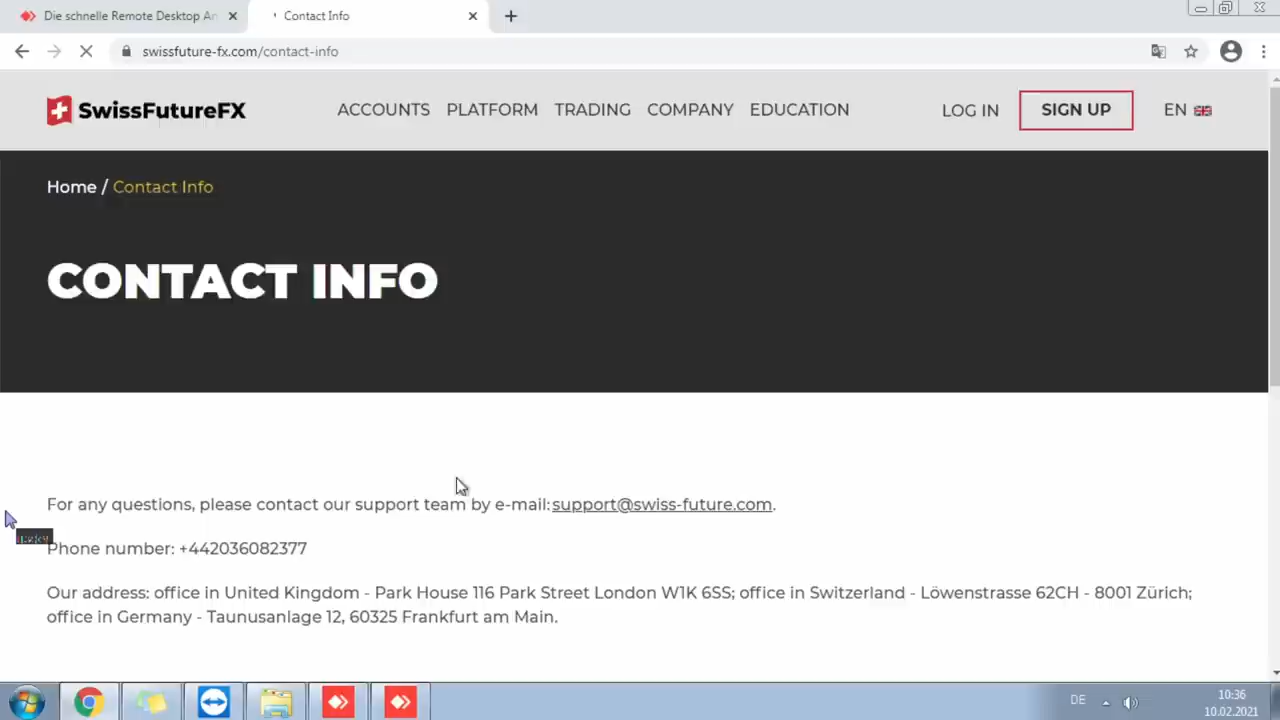 Die schnelle Remote Desktop An
Contact Info
swissfuture-fx.com/contact-info
SwissFutureFX
ACCOUNTS PLATFORM TRADING COMPANY EDUCATION
LOG IN
SIGN UP
EN
Home / Contact Info
CONTACT INFO
For any questions, please contact our support team by e-mail: support@swiss-future.com.
Phone number: +442036082377
Our address: office in United Kingdom - Park House 116 Park Street London W1K 6SS; office in Switzerland - Löwenstrasse 62CH - 8001 Zürich;
office in Germany - Taunusanlage 12, 60325 Frankfurt am Main.
DE
10:36
10.02.2021